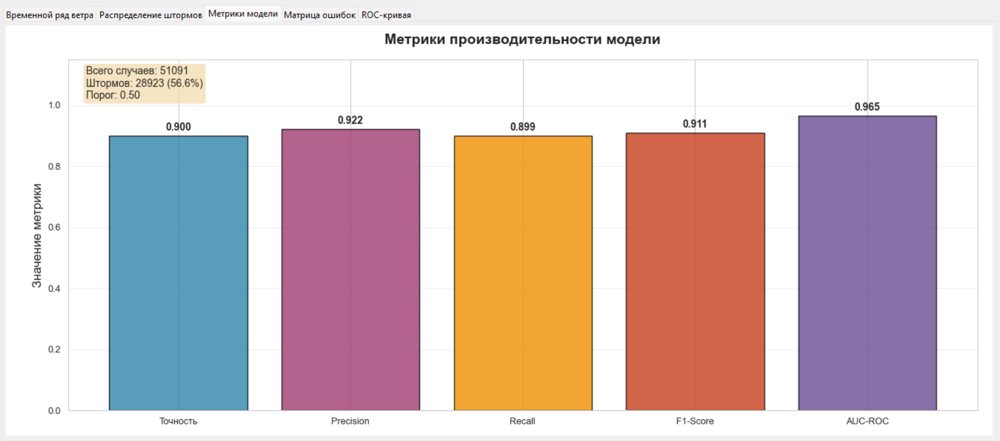 Временной ряд ветра Распределение штормов Метрики модели Матрица ошибок ROC-кривая
Метрики производительности модели
Всего случаев: 51091
Штормов: 28923 (56.6%)
Порог: 0.50
Значение метрики
1.0
0.8
0.6
0.4
0.2
0.0
0.900 0.922 0.899 0.911 0.965
Точность Precision Recall F1-Score AUC-ROC